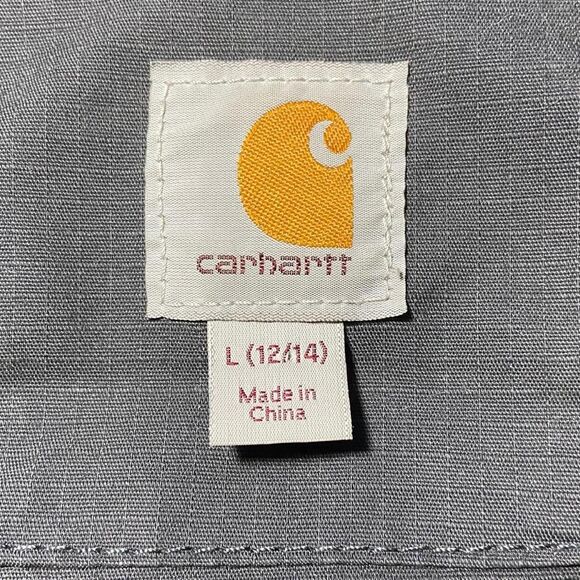 carhartt
L (12/14)
Made in
China